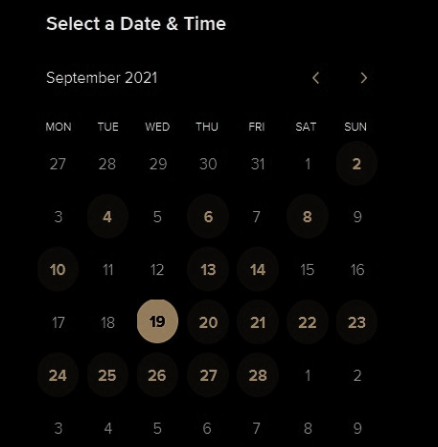 Select a Date & Time
September 2021 < >
MON TUE WED THU FRI SAT SUN
27 28 29 30 31 1 2
3 4 5 6 7 8 9
10 11 12 13 14 15 16
17 18 19 20 21 22 23
24 25 26 27 28 1 2
3 4 5 6 7 8 9